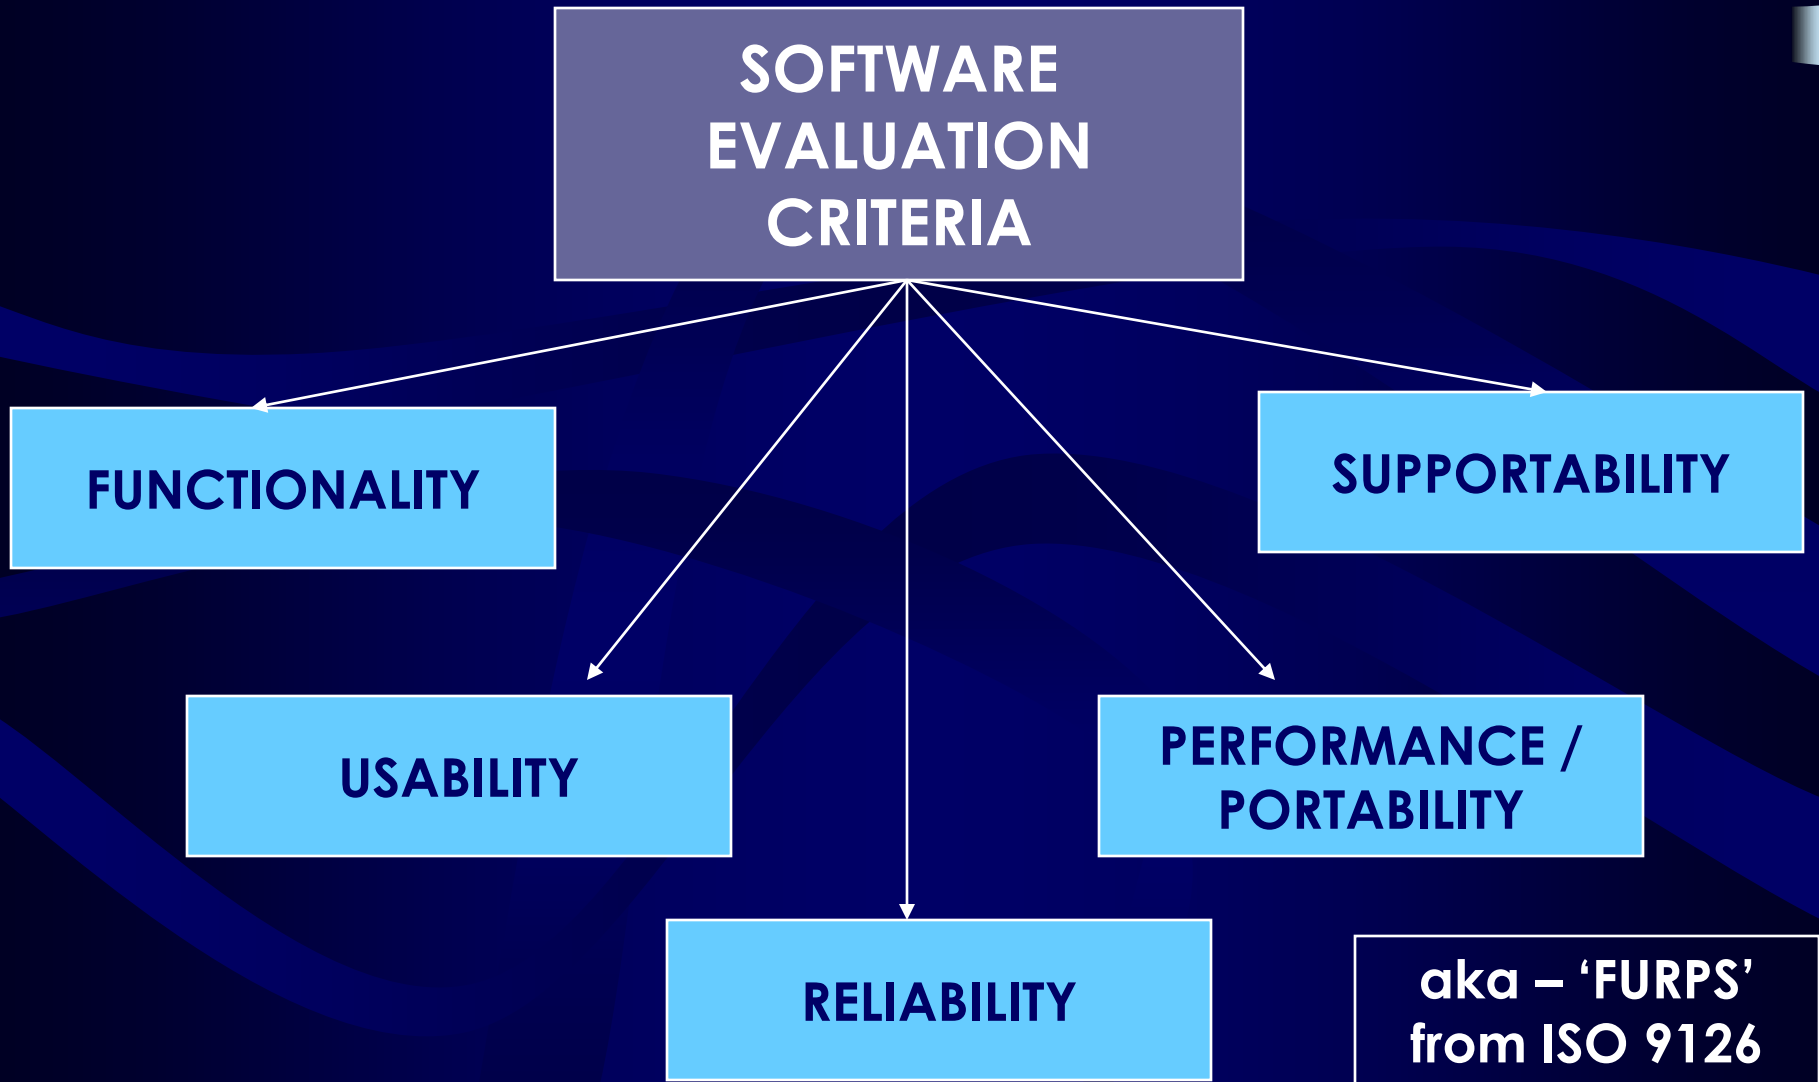 SOFTWARE
EVALUATION
CRITERIA
FUNCTIONALITY
SUPPORTABILITY
USABILITY
PERFORMANCE /
PORTABILITY
RELIABILITY
aka – ‘FURPS’
from ISO 9126